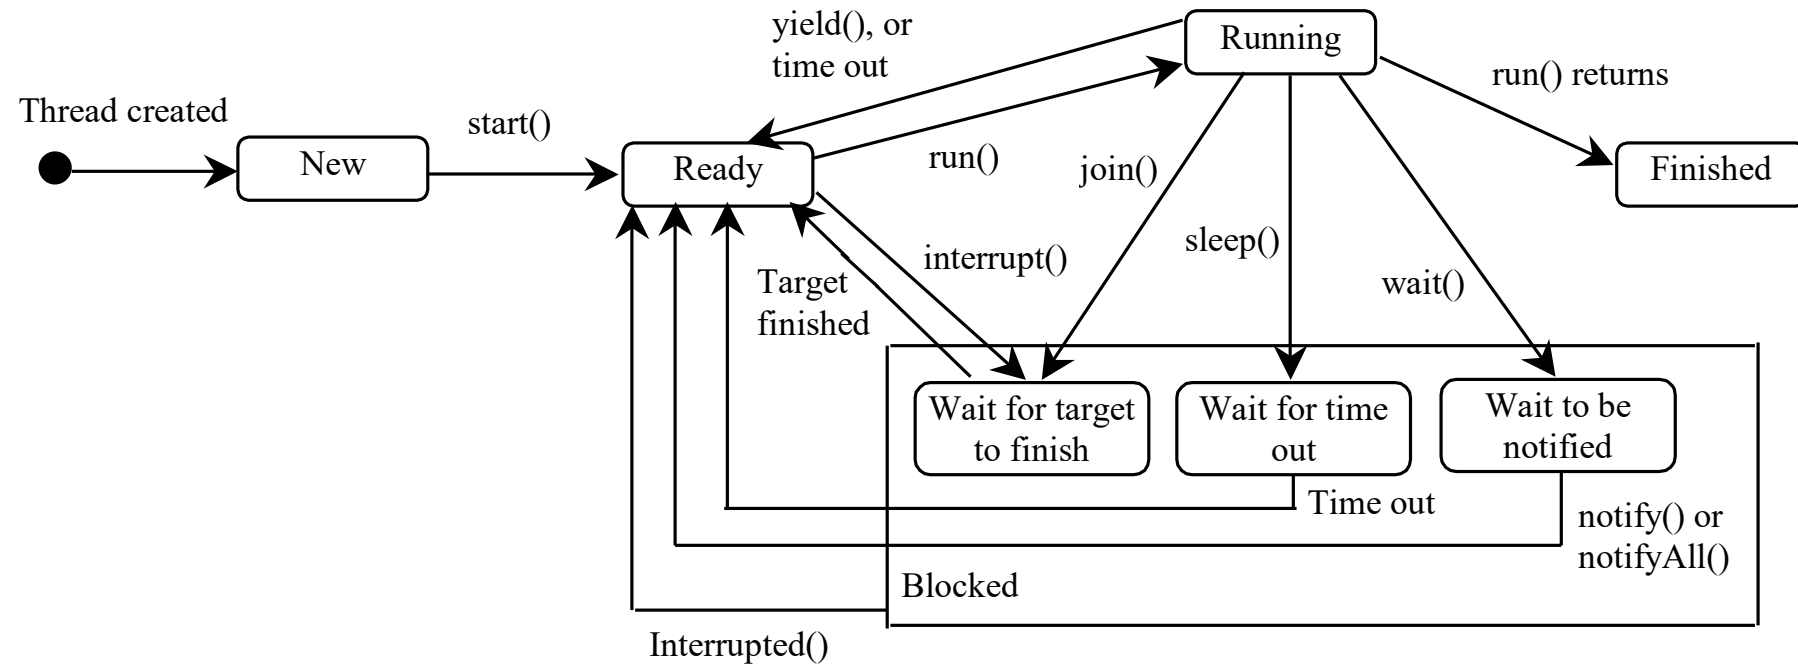 yield(), or
time out
Running
run() returns
Thread created
start()
New
Ready
run()
join()
Finished
sleep()
interrupt()
wait()
Target
finished
Wait for target
to finish
Wait for time
out
Wait to be
notified
Time out
notify() or
notifyAll()
Blocked
Interrupted()